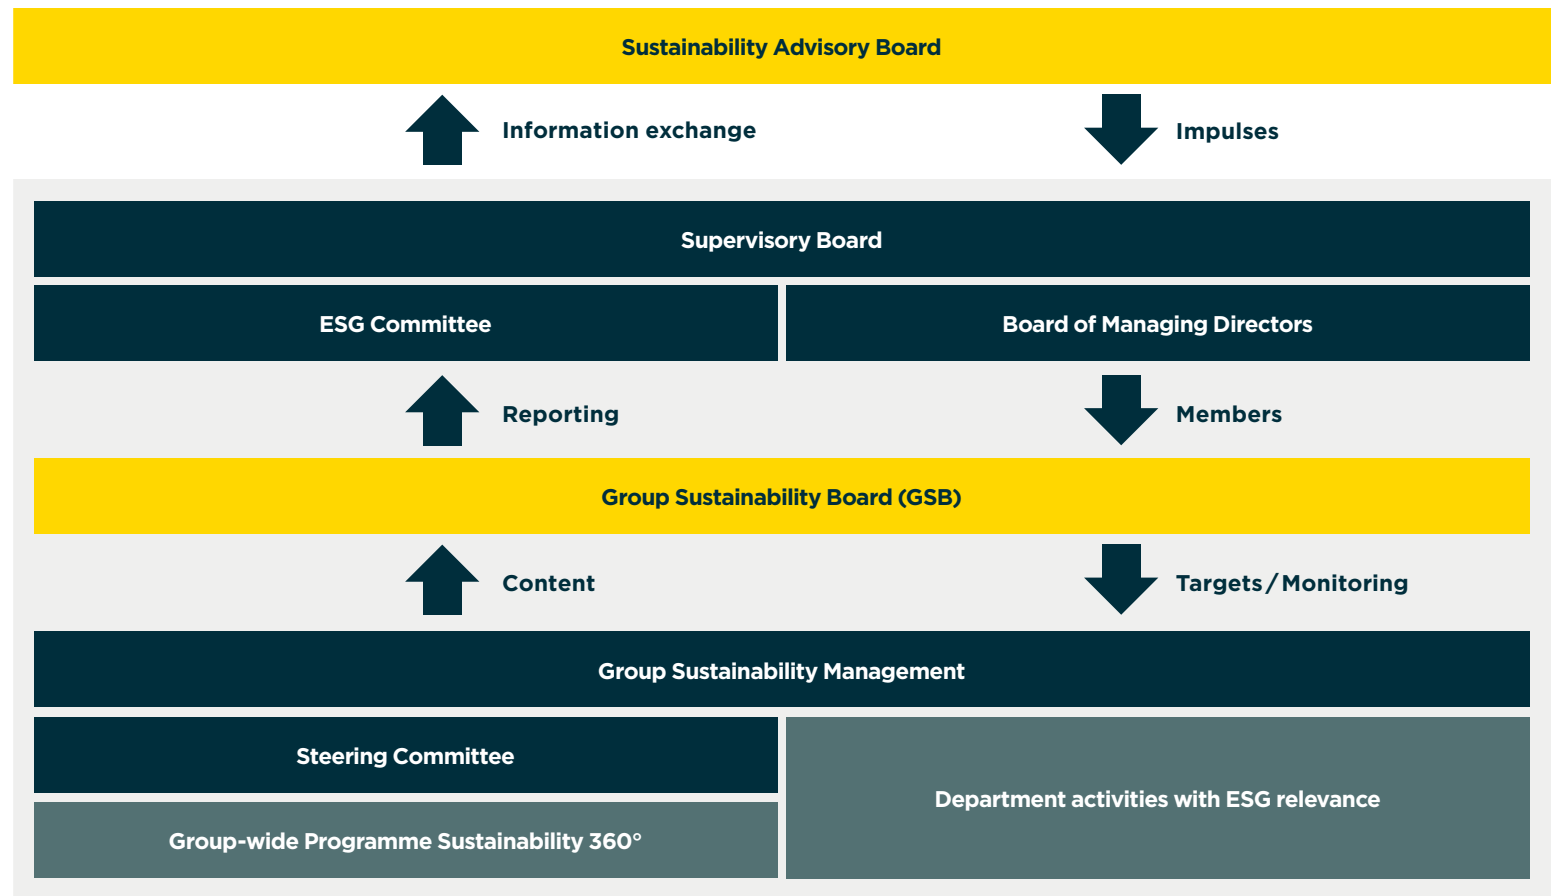 Sustainability Advisory Board
Information exchange
Impulses
Supervisory Board
ESG Committee
Board of Managing Directors
Reporting
Members
Group Sustainability Board (GSB)
Content
Targets / Monitoring
Group Sustainability Management
Steering Committee
Department activities with ESG relevance
Group-wide Programme Sustainability 360°